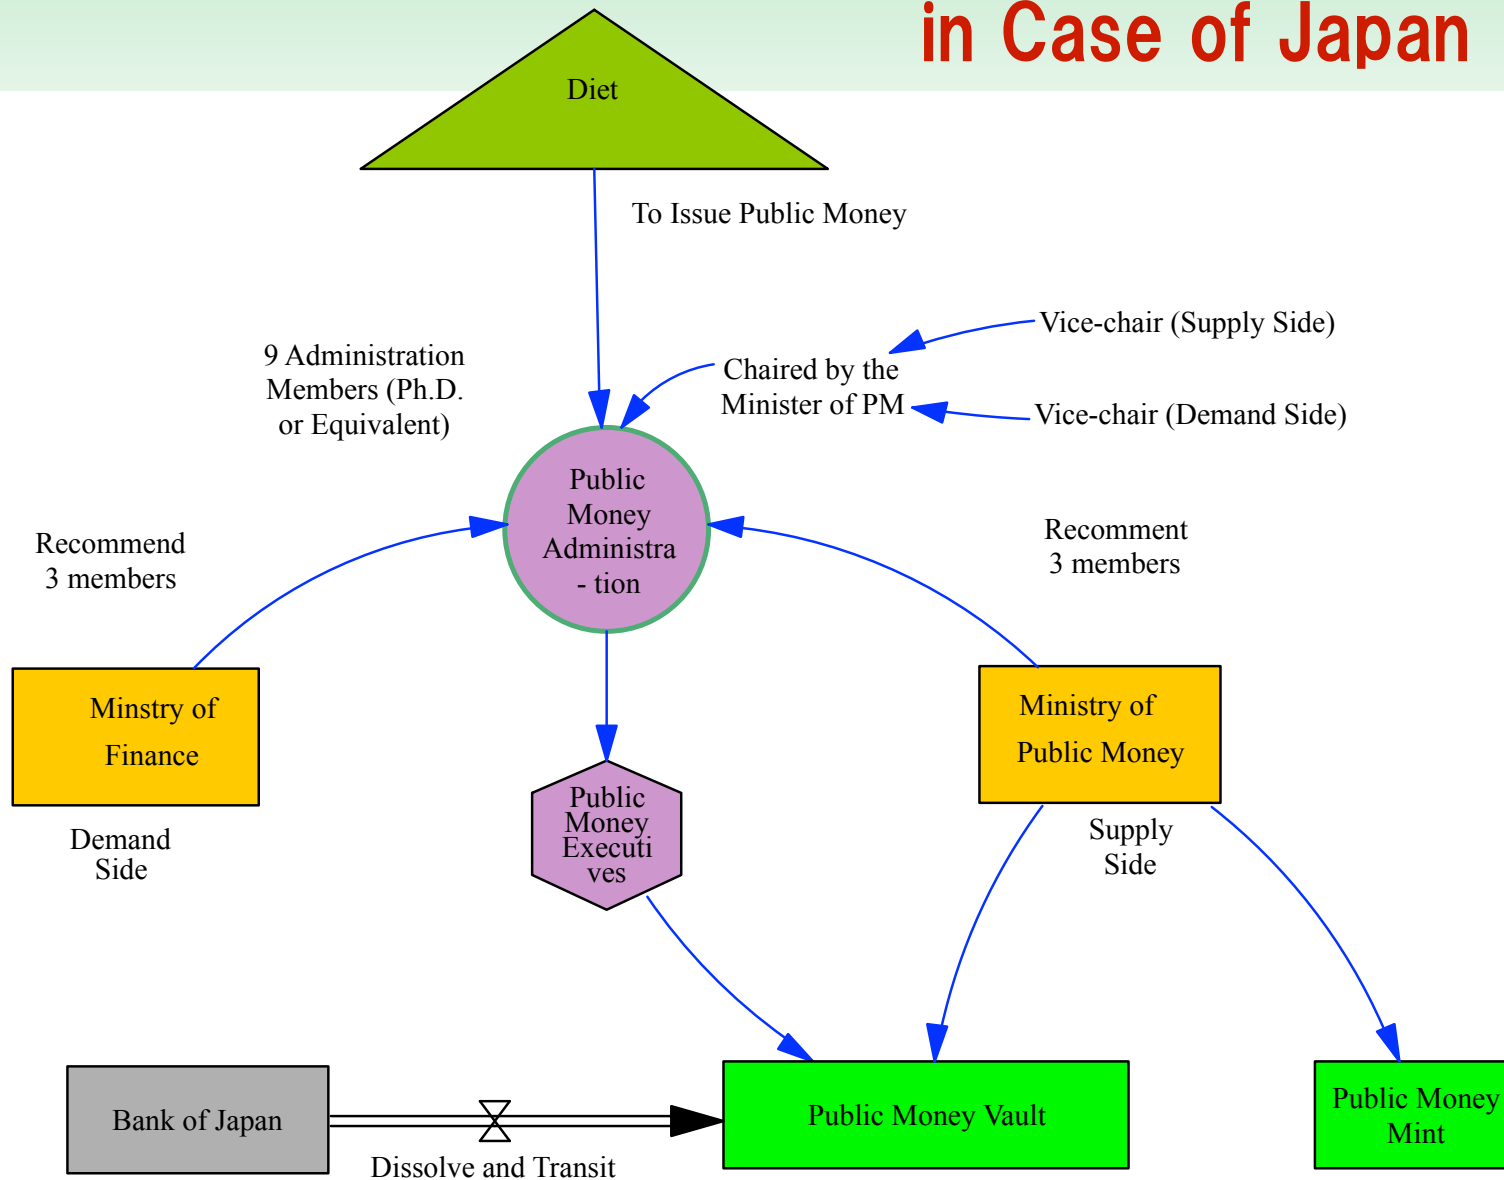 in Case of Japan
Diet
To Issue Public Money
Vice-chair (Supply Side)
9 Administration
Members (Ph.D.
or Equivalent)
Chaired by the
Minister of PM
Vice-chair (Demand Side)
Public
Money
Administra
- tion
Recommend
3 members
Recomment
3 members
Minstry of
Finance
Ministry of
Public Money
Demand
Side
Public
Money
Executi
ves
Supply
Side
Bank of Japan
Dissolve and Transit
Public Money Vault
Public Money
Mint